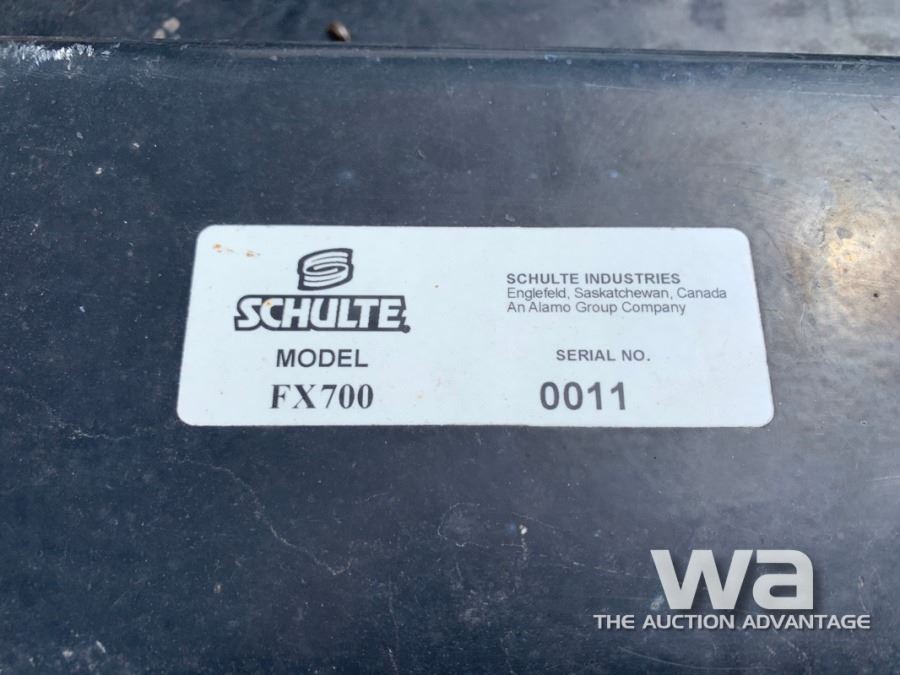 SCHULTE
MODEL
FX700
SCHULTE INDUSTRIES
Englefeld, Saskatchewan, Canada
An Alamo Group Company
SERIAL NO.
0011
wa
THE AUCTION ADVANTAGE